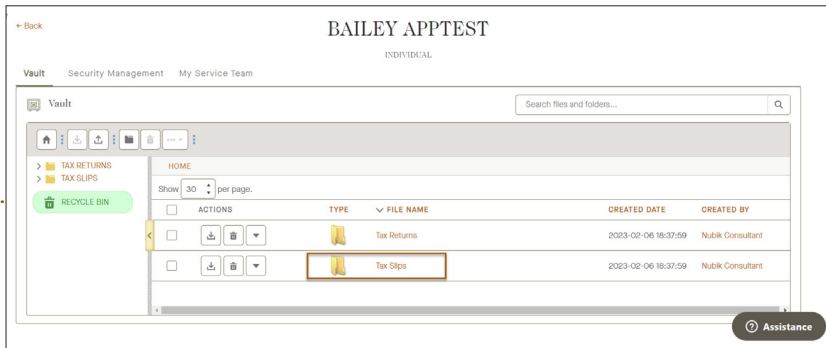 ← Back
BAILEY APPTEST
INDIVIDUAL
Vault Security Management My Service Team
Vault
Search files and folders...
TAX RETURNS
TAX SLIPS
RECYCLE BIN
HOME
Show 30 per page.
ACTIONS TYPE FILE NAME CREATED DATE CREATED BY
Tax Returns 2023-02-06 18:37:59 Nubik Consultant
Tax Slips 2023-02-06 18:37:59 Nubik Consultant
Assistance